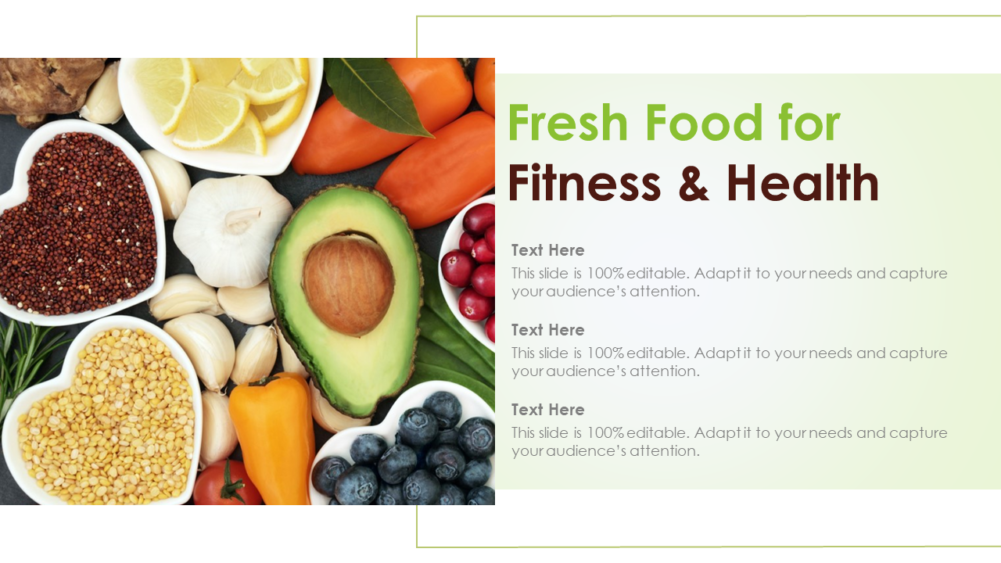 Fresh Food for
Fitness & Health
Text Here
This slide is 100% editable. Adapt it to your needs and capture
your audience's attention.
Text Here
This slide is 100% editable. Adapt it to your needs and capture
your audience's attention.
Text Here
This slide is 100% editable. Adapt it to your needs and capture
your audience's attention.